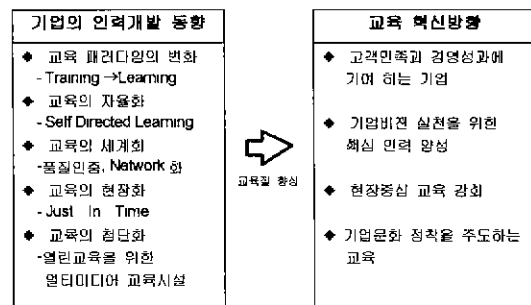 기업의 인력개발 동향
◆ 교육 패러다임의 변화
- Training →Learning
◆ 교육의 자율화
- Self Directed Learning
◆ 교육의 세계화
-품질인증, Network 화
◆ 교육의 현장화
- Just In Time
◆ 교육의 첨단화
-열린교육을 위한
멀티미디어 교육시설
교육질 향상
교육 혁신방향
◆ 고객만족과 경영성과에
기여 하는 기업
◆ 기업비젼 실천을 위한
핵심 인력 양성
◆ 현장중심 교육 강화
◆ 기업문화 정착을 주도하는
교육